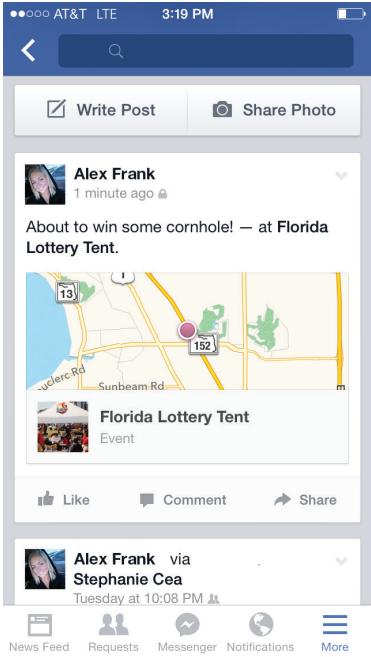 AT&T LTE 3:19 PM
Write Post Share Photo
Alex Frank
1 minute ago
About to win some cornhole! — at Florida
Lottery Tent.
1
13
152
Sunbeam Rd
Florida Lottery Tent
Event
Like Comment Share
Alex Frank via
Stephanie Cea
Tuesday at 10:08 PM
News Feed Requests Messenger Notifications More